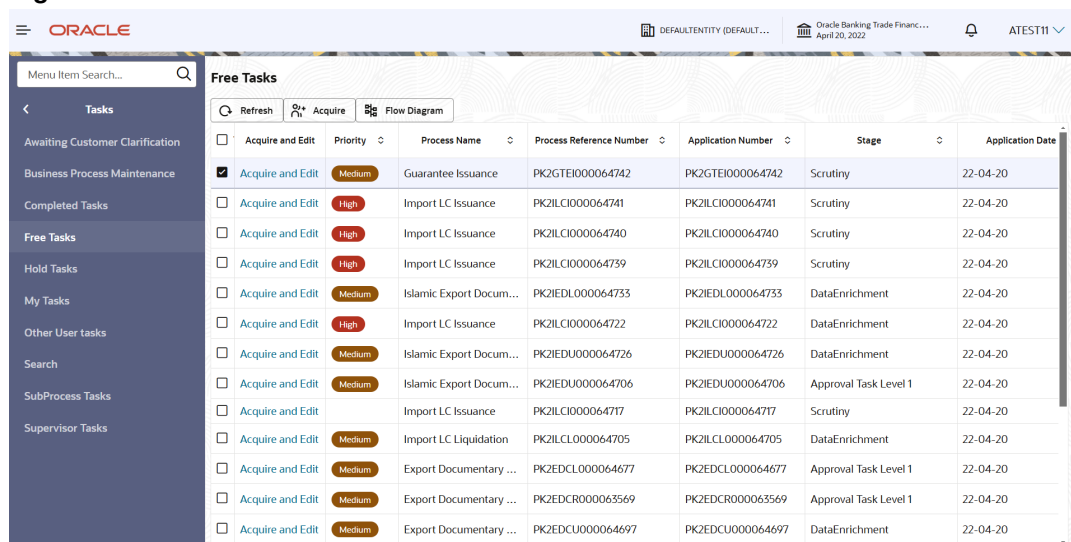 ORACLE
DEFAULTENTITY (DEFAULT...
Oracle Banking Trade Financ...
April 20, 2022
ATEST11
Menu Item Search...
Tasks
Awaiting Customer Clarification
Business Process Maintenance
Completed Tasks
Free Tasks
Hold Tasks
My Tasks
Other User tasks
Search
SubProcess Tasks
Supervisor Tasks
Free Tasks
Refresh Acquire Flow Diagram
Acquire and Edit Priority Process Name Process Reference Number Application Number Stage Application Date
Acquire and Edit Medium Guarantee Issuance PK2GTEI000064742 PK2GTEI000064742 Scrutiny 22-04-20
Acquire and Edit High Import LC Issuance PK2ILCI000064741 PK2ILCI000064741 Scrutiny 22-04-20
Acquire and Edit High Import LC Issuance PK2ILCI000064740 PK2ILCI000064740 Scrutiny 22-04-20
Acquire and Edit High Import LC Issuance PK2ILCI000064739 PK2ILCI000064739 Scrutiny 22-04-20
Acquire and Edit Medium Islamic Export Docum... PK2IEDL000064733 PK2IEDL000064733 DataEnrichment 22-04-20
Acquire and Edit High Import LC Issuance PK2ILCI000064722 PK2ILCI000064722 DataEnrichment 22-04-20
Acquire and Edit Medium Islamic Export Docum... PK2IEDU000064726 PK2IEDU000064726 DataEnrichment 22-04-20
Acquire and Edit Medium Islamic Export Docum... PK2IEDU000064706 PK2IEDU000064706 Approval Task Level 1 22-04-20
Acquire and Edit Import LC Issuance PK2ILCI000064717 PK2ILCI000064717 Scrutiny 22-04-20
Acquire and Edit Medium Import LC Liquidation PK2ILCL000064705 PK2ILCL000064705 DataEnrichment 22-04-20
Acquire and Edit Medium Export Documentary ... PK2EDCL000064677 PK2EDCL000064677 Approval Task Level 1 22-04-20
Acquire and Edit Medium Export Documentary ... PK2EDCR000063569 PK2EDCR000063569 Approval Task Level 1 22-04-20
Acquire and Edit Medium Export Documentary ... PK2EDCU000064697 PK2EDCU000064697 DataEnrichment 22-04-20